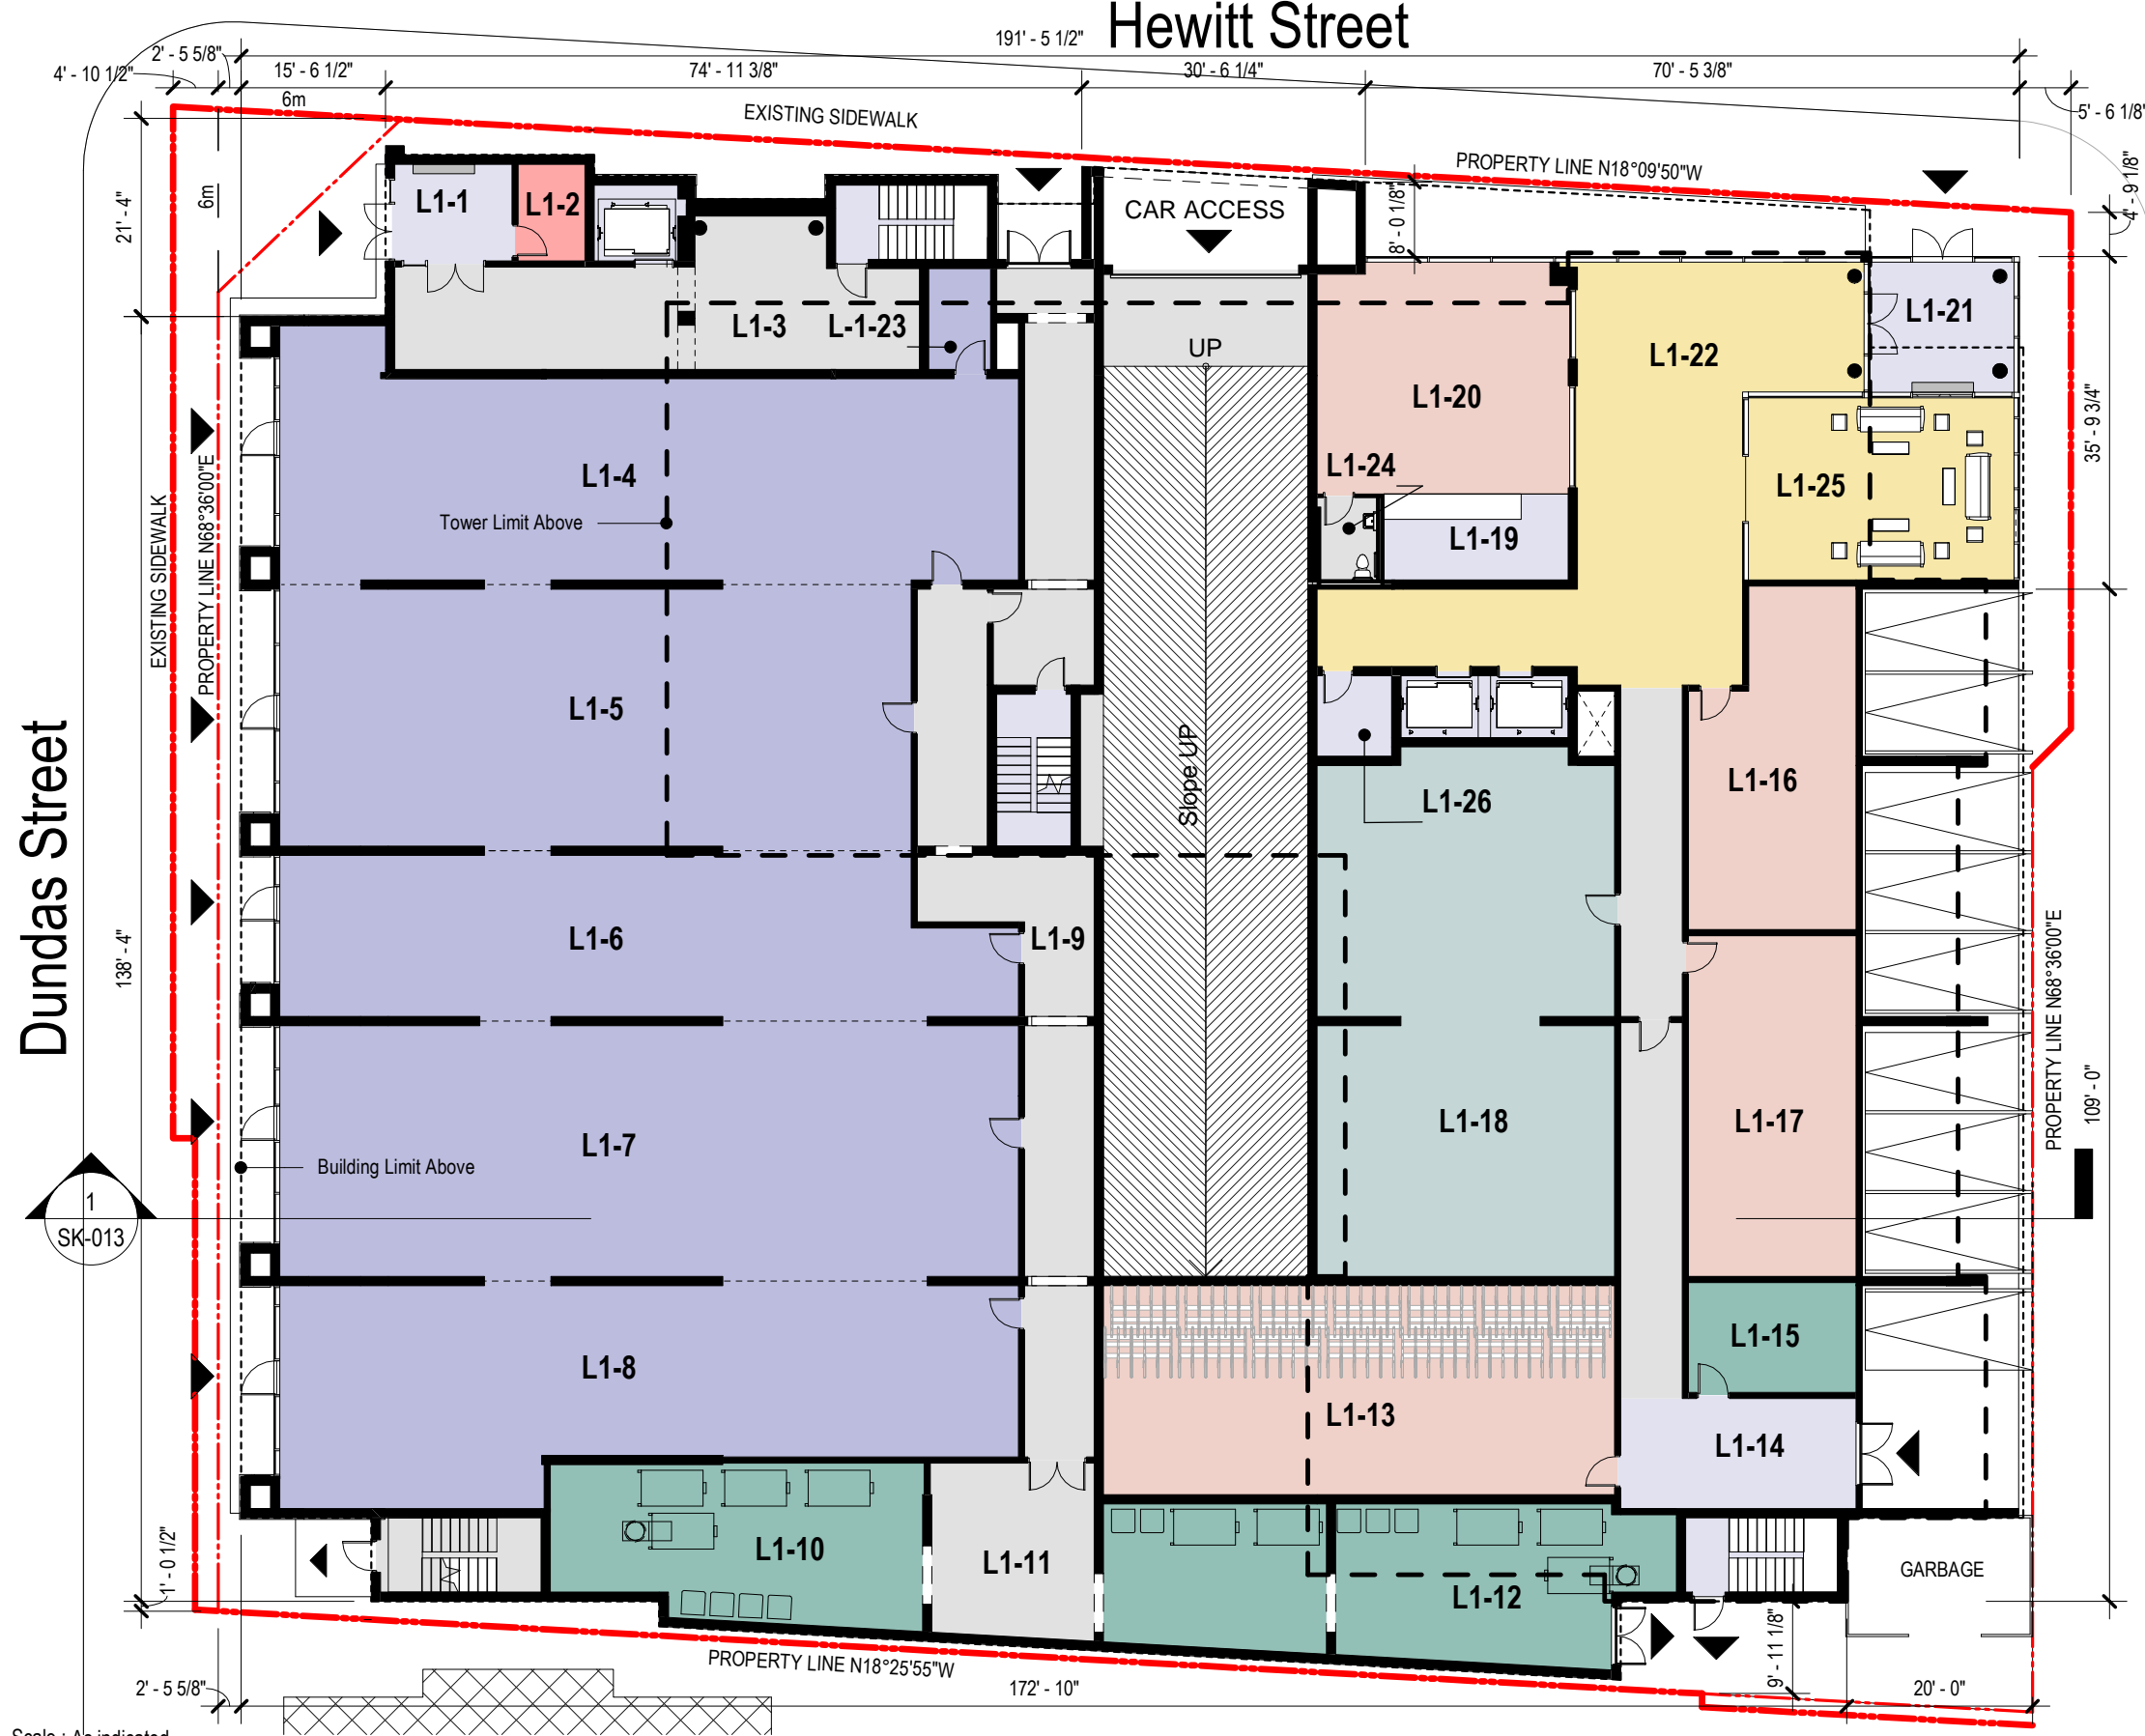 Hewitt Street
191' - 5 1/2"
2' - 5 5/8"
4' - 10 1/2"
15' - 6 1/2"
74' - 11 3/8"
30' - 6 1/4"
70' - 5 3/8"
5' - 6 1/8"
6m
EXISTING SIDEWALK
PROPERTY LINE N18°09'50"W
4' - 9 1/8"
21' - 4"
6m
8' - 0 1/8"
L1-1
L1-2
CAR ACCESS
L1-3
L-1-23
UP
L1-20
L1-22
L1-21
35' - 9 3/4"
L1-4
L1-24
L1-25
Tower Limit Above
L1-19
EXISTING SIDEWALK
PROPERTY LINE N68°36'00"E
L1-5
Slope UP
L1-16
L1-26
Dundas Street
138' - 4"
L1-6
L1-9
PROPERTY LINE N68°36'00"E
L1-7
L1-18
L1-17
109' - 0"
Building Limit Above
1
SK-013
L1-8
L1-15
L1-13
L1-14
L1-10
L1-11
L1-12
GARBAGE
1' - 0 1/2"
9' - 11 1/8"
PROPERTY LINE N18°25'55"W
2' - 5 5/8"
172' - 10"
20' - 0"
Scale : As indicated